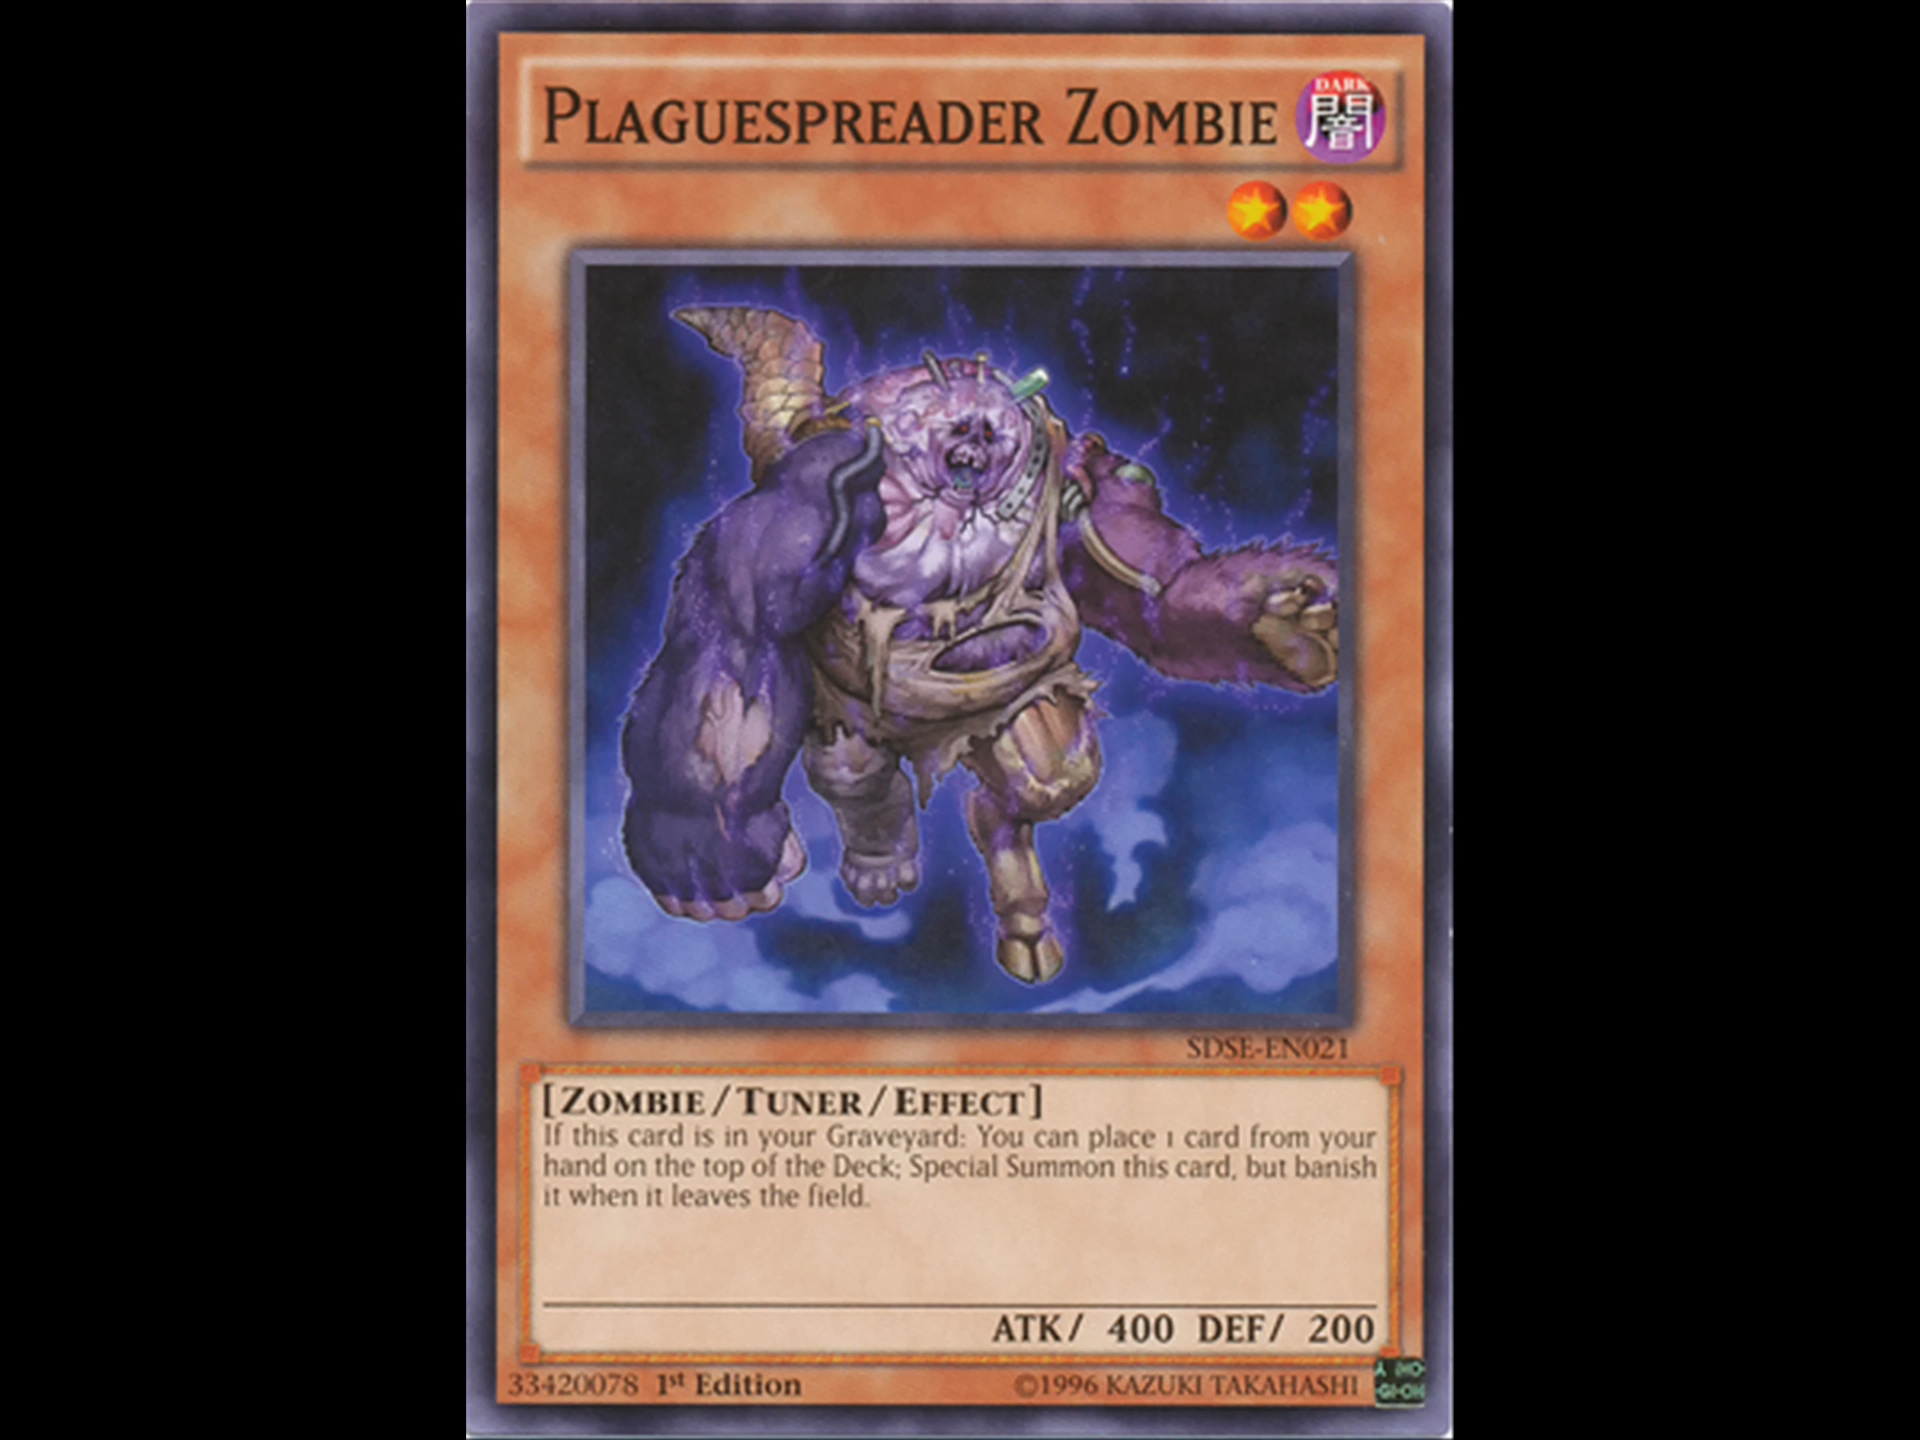 PLAGUESPREADER ZOMBIE
DARK
闇
SDSE-EN021
[ZOMBIE/TUNER/EFFECT]
If this card is in your Graveyard: You can place 1 card from your
hand on the top of the Deck; Special Summon this card, but banish
it when it leaves the field.
ATK/ 400 DEF/ 200
33420078 1st Edition
©1996 KAZUKI TAKAHASHI